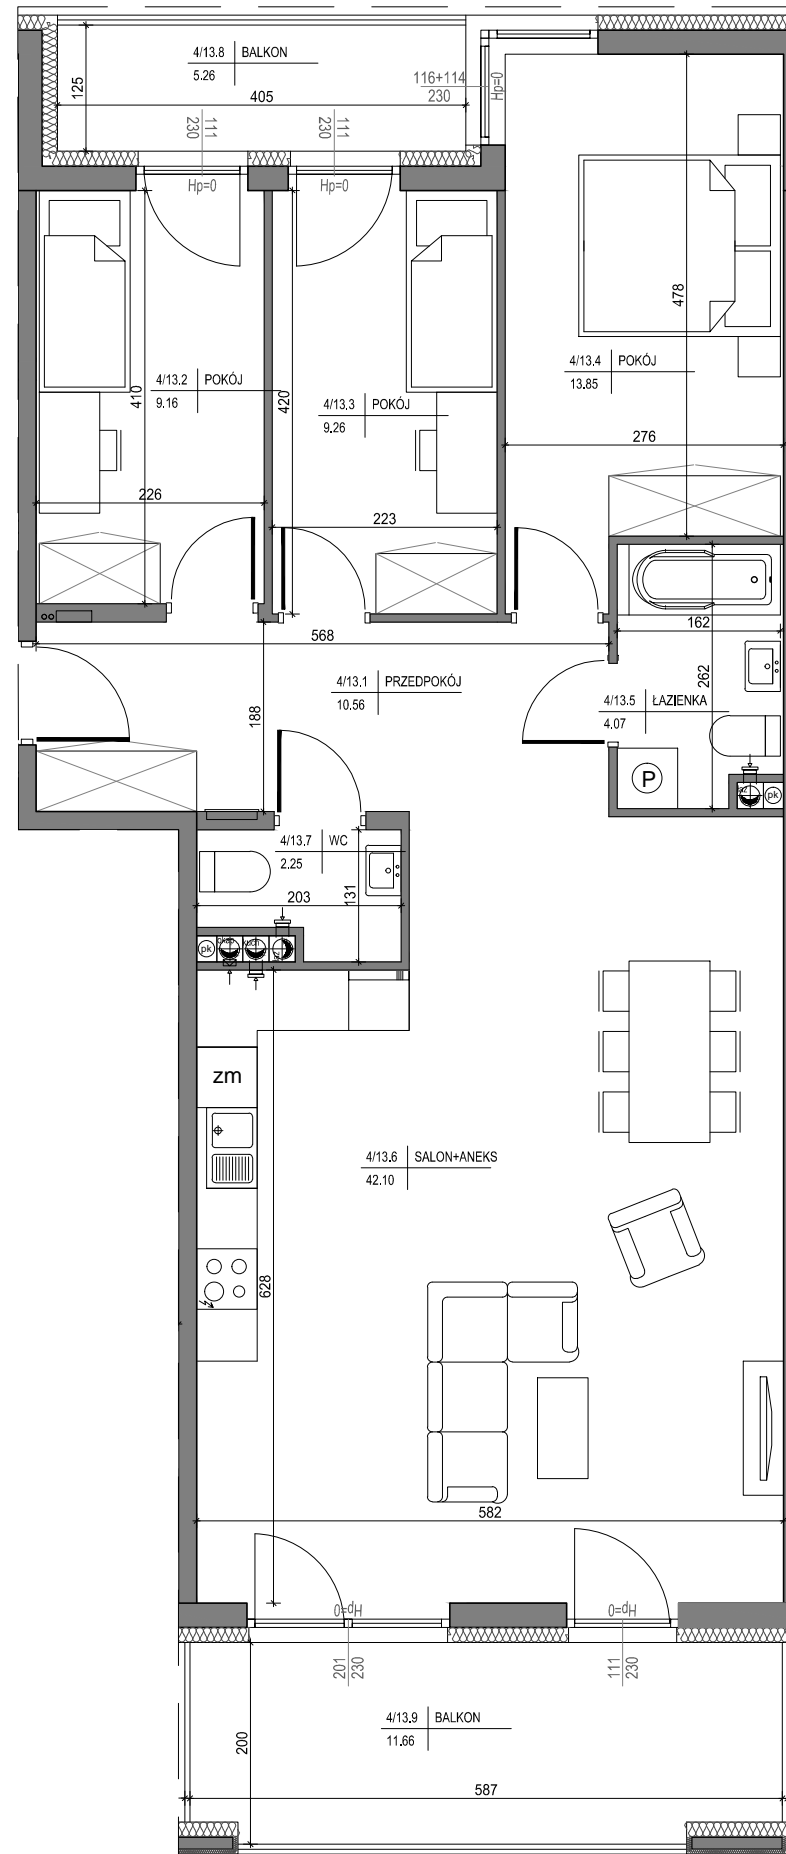 4/13.8 BALKON
5.26
125
405
116+114
230
Hp=0
111
230
Hp=0
111
230
Hp=0
478
4/13.4 POKÓJ
13.85
4/13.2 POKÓJ
9.16
410
4/13.3 POKÓJ
9.26
420
276
226
223
162
568
4/13.1 PRZEDPOKÓJ
10.56
262
4/13.5 ŁAZIENKA
4.07
188
P
pk
4/13.7 WC
2.25
131
203
pk
zm
4/13.6 SALON+ANEKS
42.10
628
582
Hp=0
Hp=0
201
230
111
230
4/13.9 BALKON
11.66
200
587